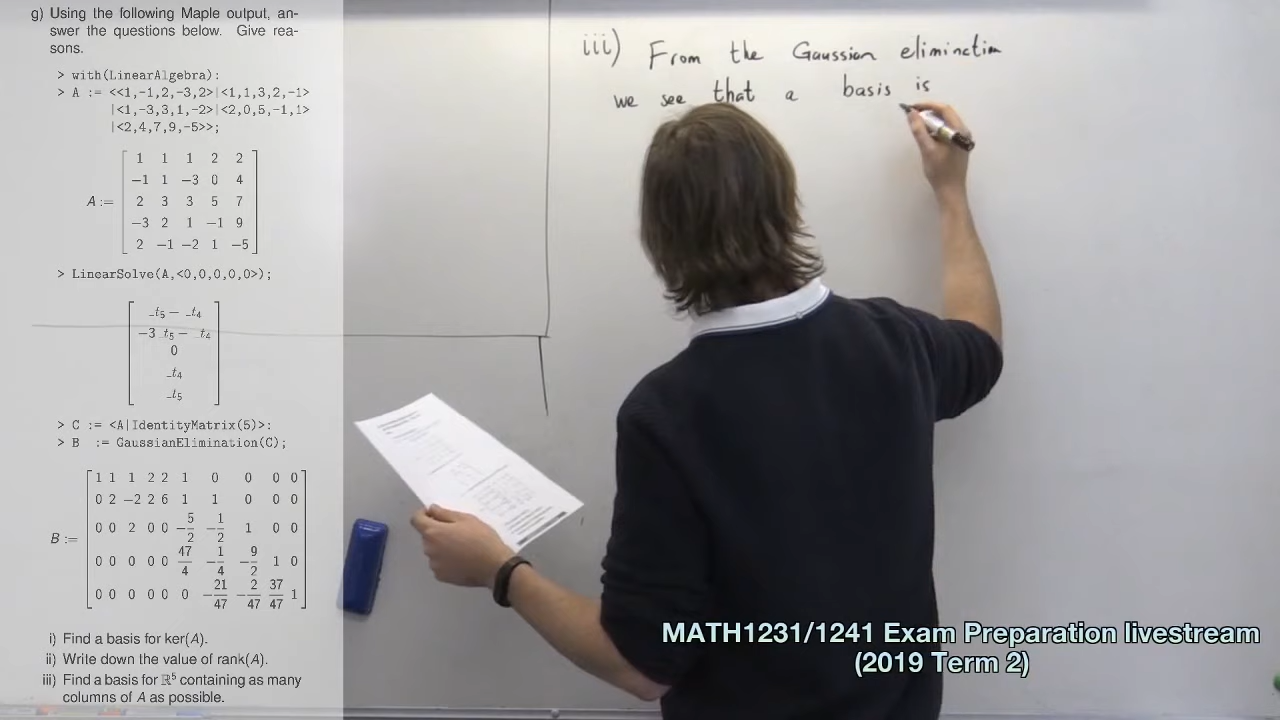 g) Using the following Maple output, an-
swer the questions below. Give rea-
sons.
> with(LinearAlgebra):
> A := <<1,-1,2,-3,2>|<1,1,3,2,-1>
|<1,-3,3,1,-2>|<2,0,5,-1,1>
|<2,4,7,9,-5>>;
1 1 1 2 2
−1 1 −3 0 4
A := 2 3 3 5 7
−3 2 1 −1 9
2 −1 −2 1 −5
> LinearSolve(A,<0,0,0,0,0>);
_t5 − _t4
−3 _t5 − _t4
0
_t4
_t5
> C := <A|IdentityMatrix(5)>:
> B := GaussianElimination(C);
1 1 1 2 2 1 0 0 0 0
0 2 −2 2 6 1 1 0 0 0
B := 0 0 2 0 0 −5/2 −1/2 1 0 0
0 0 0 0 0 47/4 −1/4 −9/2 1 0
0 0 0 0 0 0 −21/47 −2/47 37/47 1
i) Find a basis for ker(A).
ii) Write down the value of rank(A).
iii) Find a basis for ℝ⁵ containing as many
columns of A as possible.
iii) From the Gaussian elimination
we see that a basis is
MATH1231/1241 Exam Preparation livestream
(2019 Term 2)